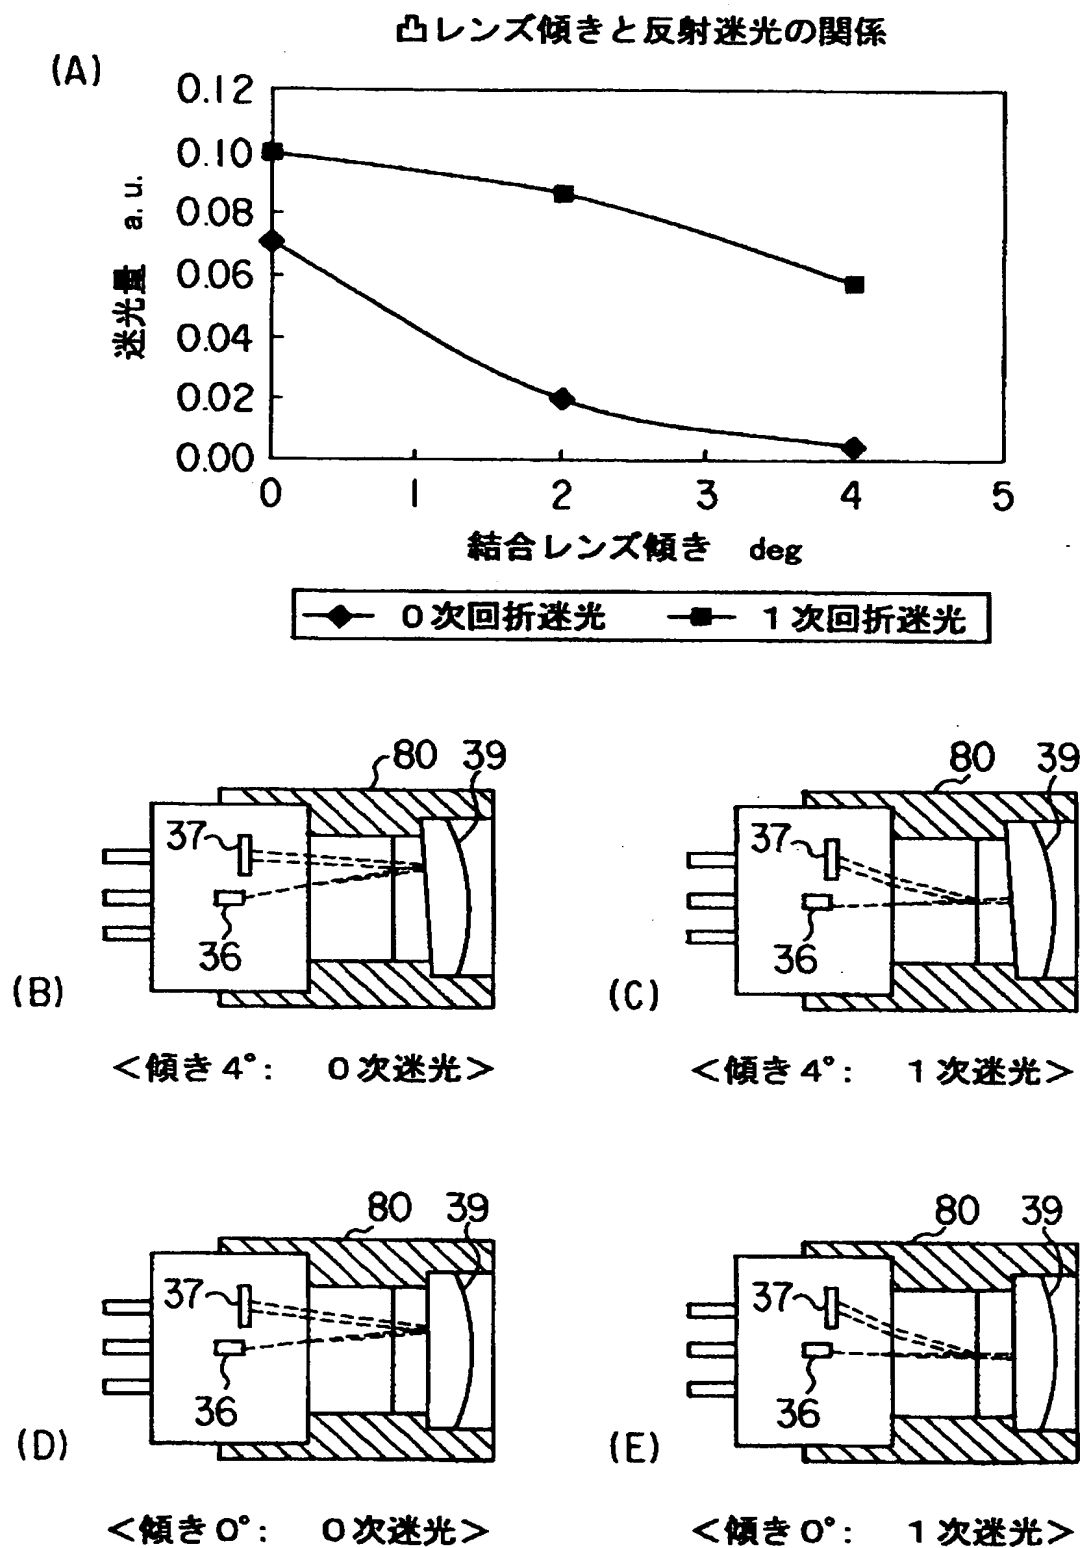 凸レンズ傾きと反射迷光の関係
(A)
0.12
0.10
0.08
0.06
0.04
0.02
0.00
迷光量 a.u.
0 1 2 3 4 5
結合レンズ傾き deg
0次回折迷光 1次回折迷光
80 39
37
36
(B)
<傾き4°: 0次迷光>
80 39
37
36
(C)
<傾き4°: 1次迷光>
80 39
37
36
(D)
<傾き0°: 0次迷光>
80 39
37
36
(E)
<傾き0°: 1次迷光>